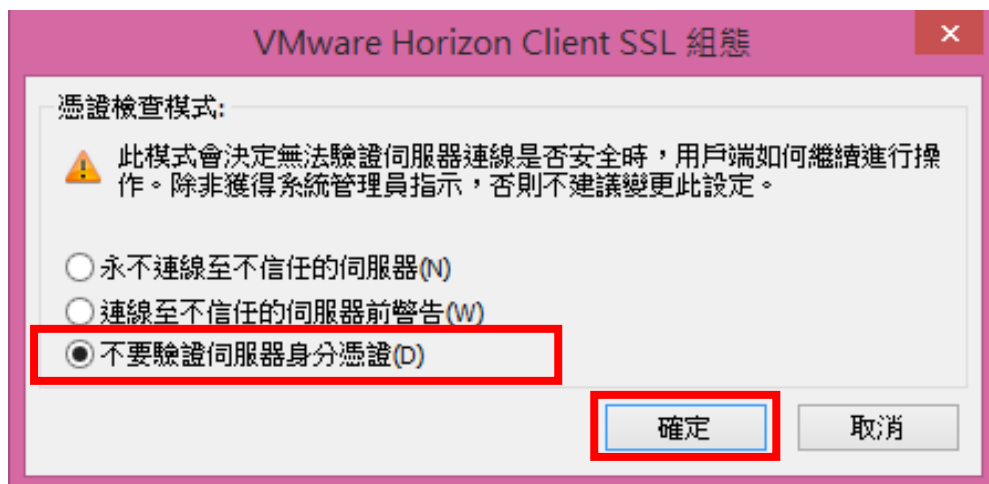 VMware Horizon Client SSL 組態
憑證檢查模式:
此模式會決定無法驗證伺服器連線是否安全時，用戶端如何繼續進行操
作。除非獲得系統管理員指示，否則不建議變更此設定。
永不連線至不信任的伺服器(N)
連線至不信任的伺服器前警告(W)
不要驗證伺服器身分憑證(D)
確定
取消